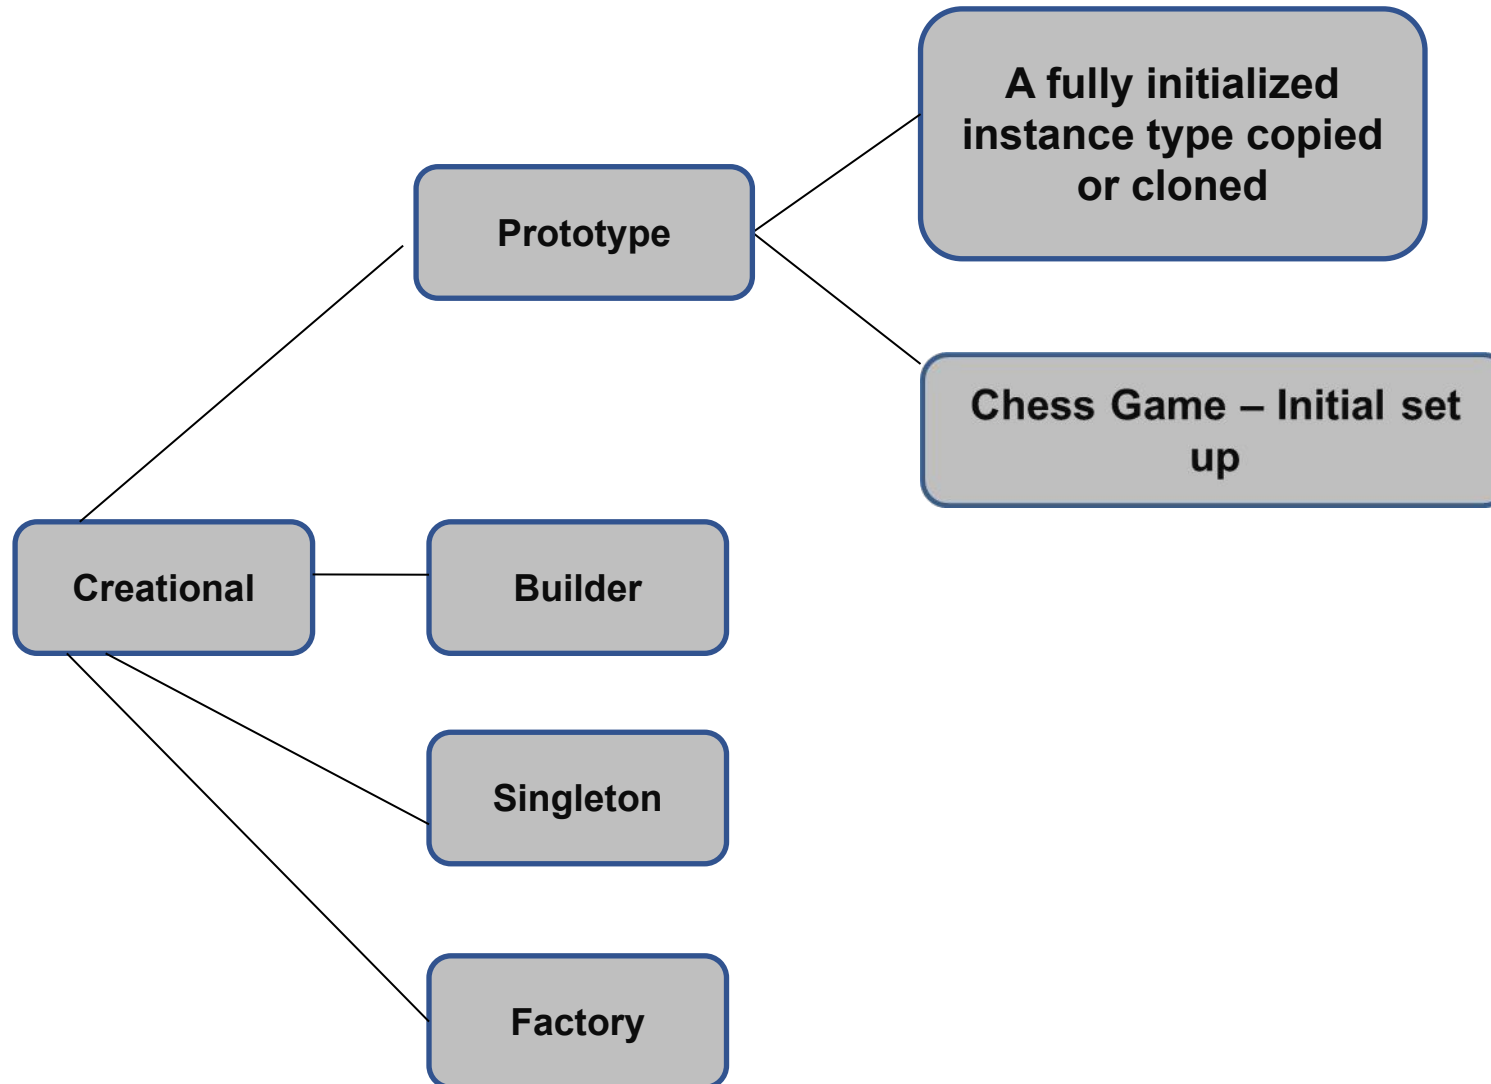 A fully initialized
instance type copied
or cloned
Prototype
Chess Game – Initial set
up
Creational
Builder
Singleton
Factory